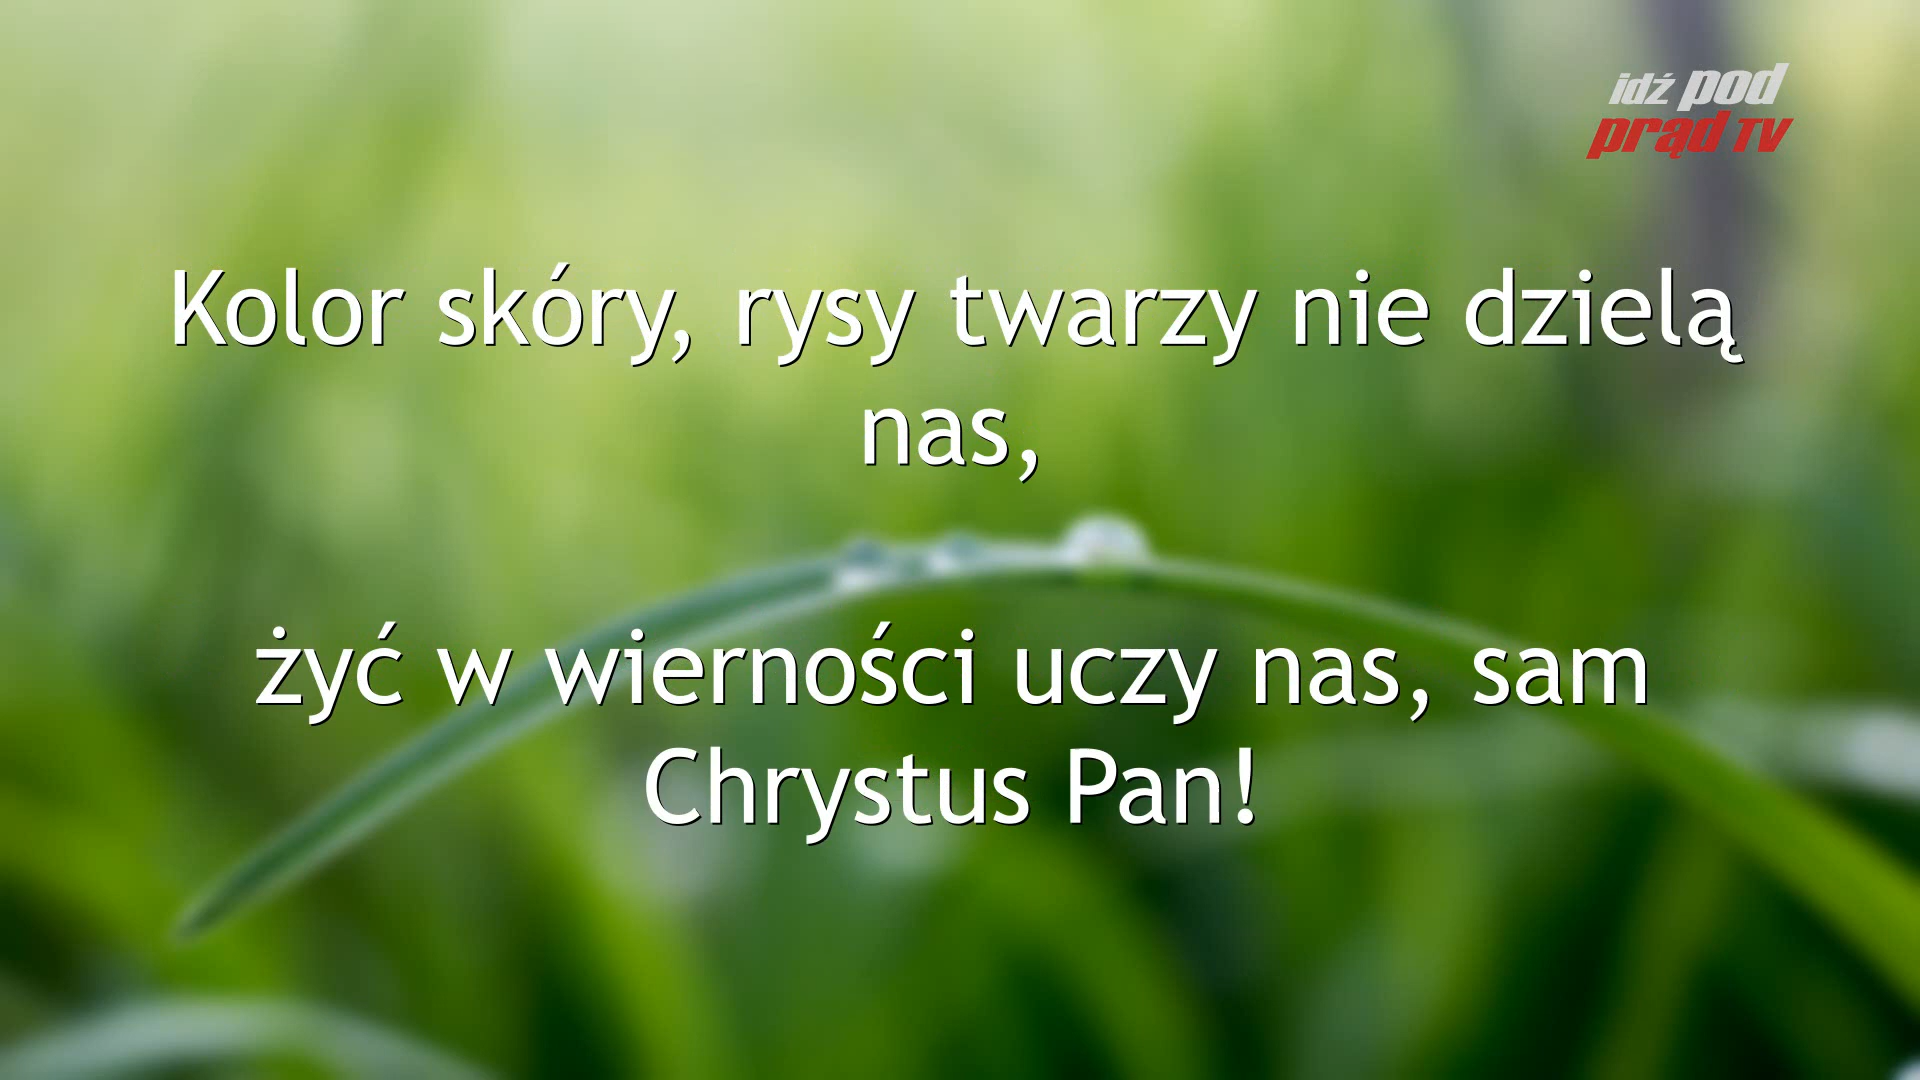 idź pod
prąd TV
Kolor skóry, rysy twarzy nie dzielą
nas,
żyć w wierności uczy nas, sam
Chrystus Pan!